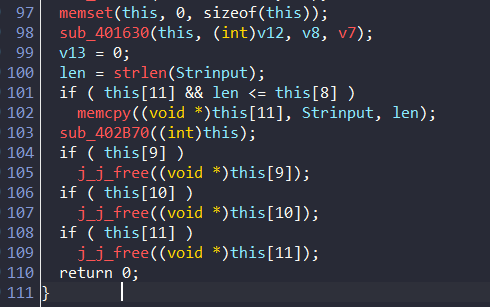 97 memset(this, 0, sizeof(this));
98 sub_401630(this, (int)v12, v8, v7);
99 v13 = 0;
100 len = strlen(Strinput);
101 if ( this[11] && len <= this[8] )
102 memcpy((void *)this[11], Strinput, len);
103 sub_402B70((int)this);
104 if ( this[9] )
105 j_j_free((void *)this[9]);
106 if ( this[10] )
107 j_j_free((void *)this[10]);
108 if ( this[11] )
109 j_j_free((void *)this[11]);
110 return 0;
111 }